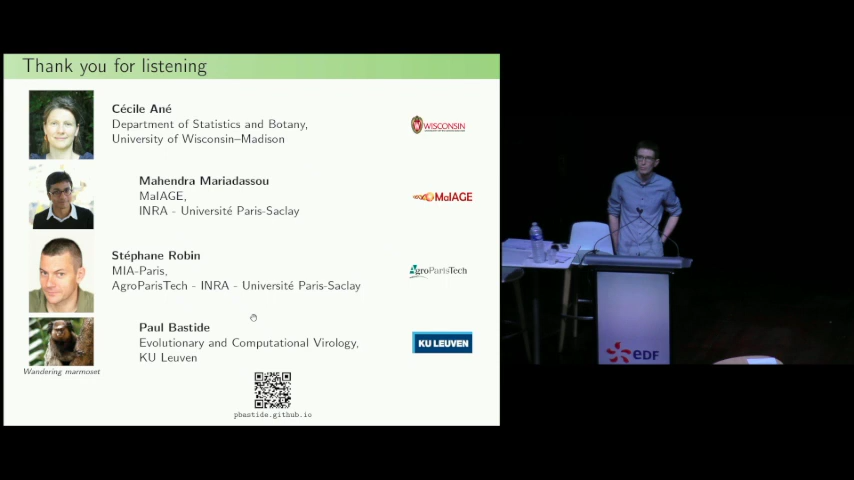 Thank you for listening
Cécile Ané
Department of Statistics and Botany,
University of Wisconsin–Madison
WISCONSIN
Mahendra Mariadassou
MaIAGE,
INRA - Université Paris-Saclay
MaIAGE
Stéphane Robin
MIA-Paris,
AgroParisTech - INRA - Université Paris-Saclay
AgroParisTech
Paul Bastide
Evolutionary and Computational Virology,
KU Leuven
KU LEUVEN
Wandering marmoset
pbastide.github.io
eDF